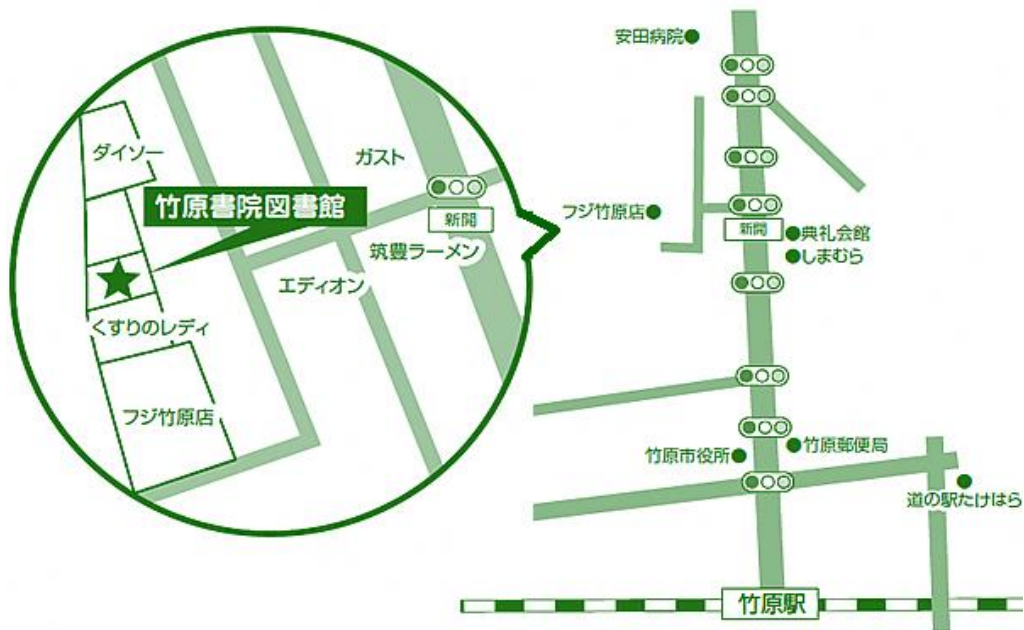 安田病院
ダイソー
ガスト
竹原書院図書館
新開
フジ竹原店
新開
典礼会館
しまむら
筑豊ラーメン
エディオン
くすりのレディ
フジ竹原店
竹原市役所
竹原郵便局
道の駅たけはら
竹原駅